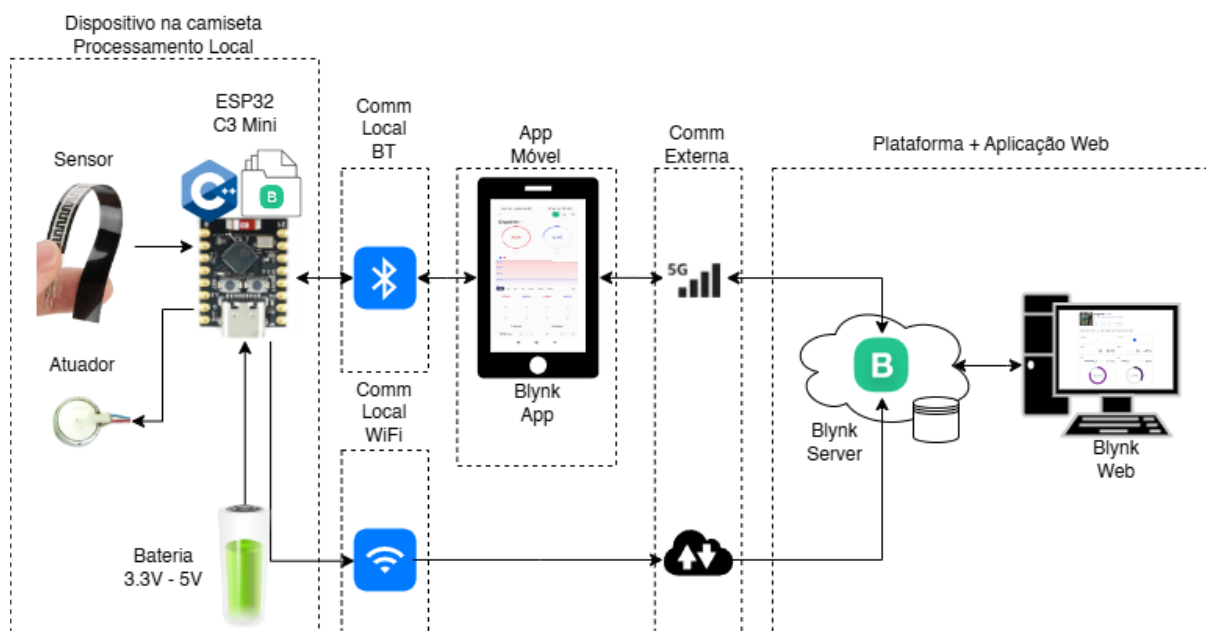 Dispositivo na camiseta
Processamento Local
ESP32
C3 Mini
Sensor
C++
B
Atuador
Bateria
3.3V - 5V
Comm
Local
BT
Comm
Local
WiFi
App
Móvel
Blynk
App
Comm
Externa
5G
Plataforma + Aplicação Web
B
Blynk
Server
Blynk
Web